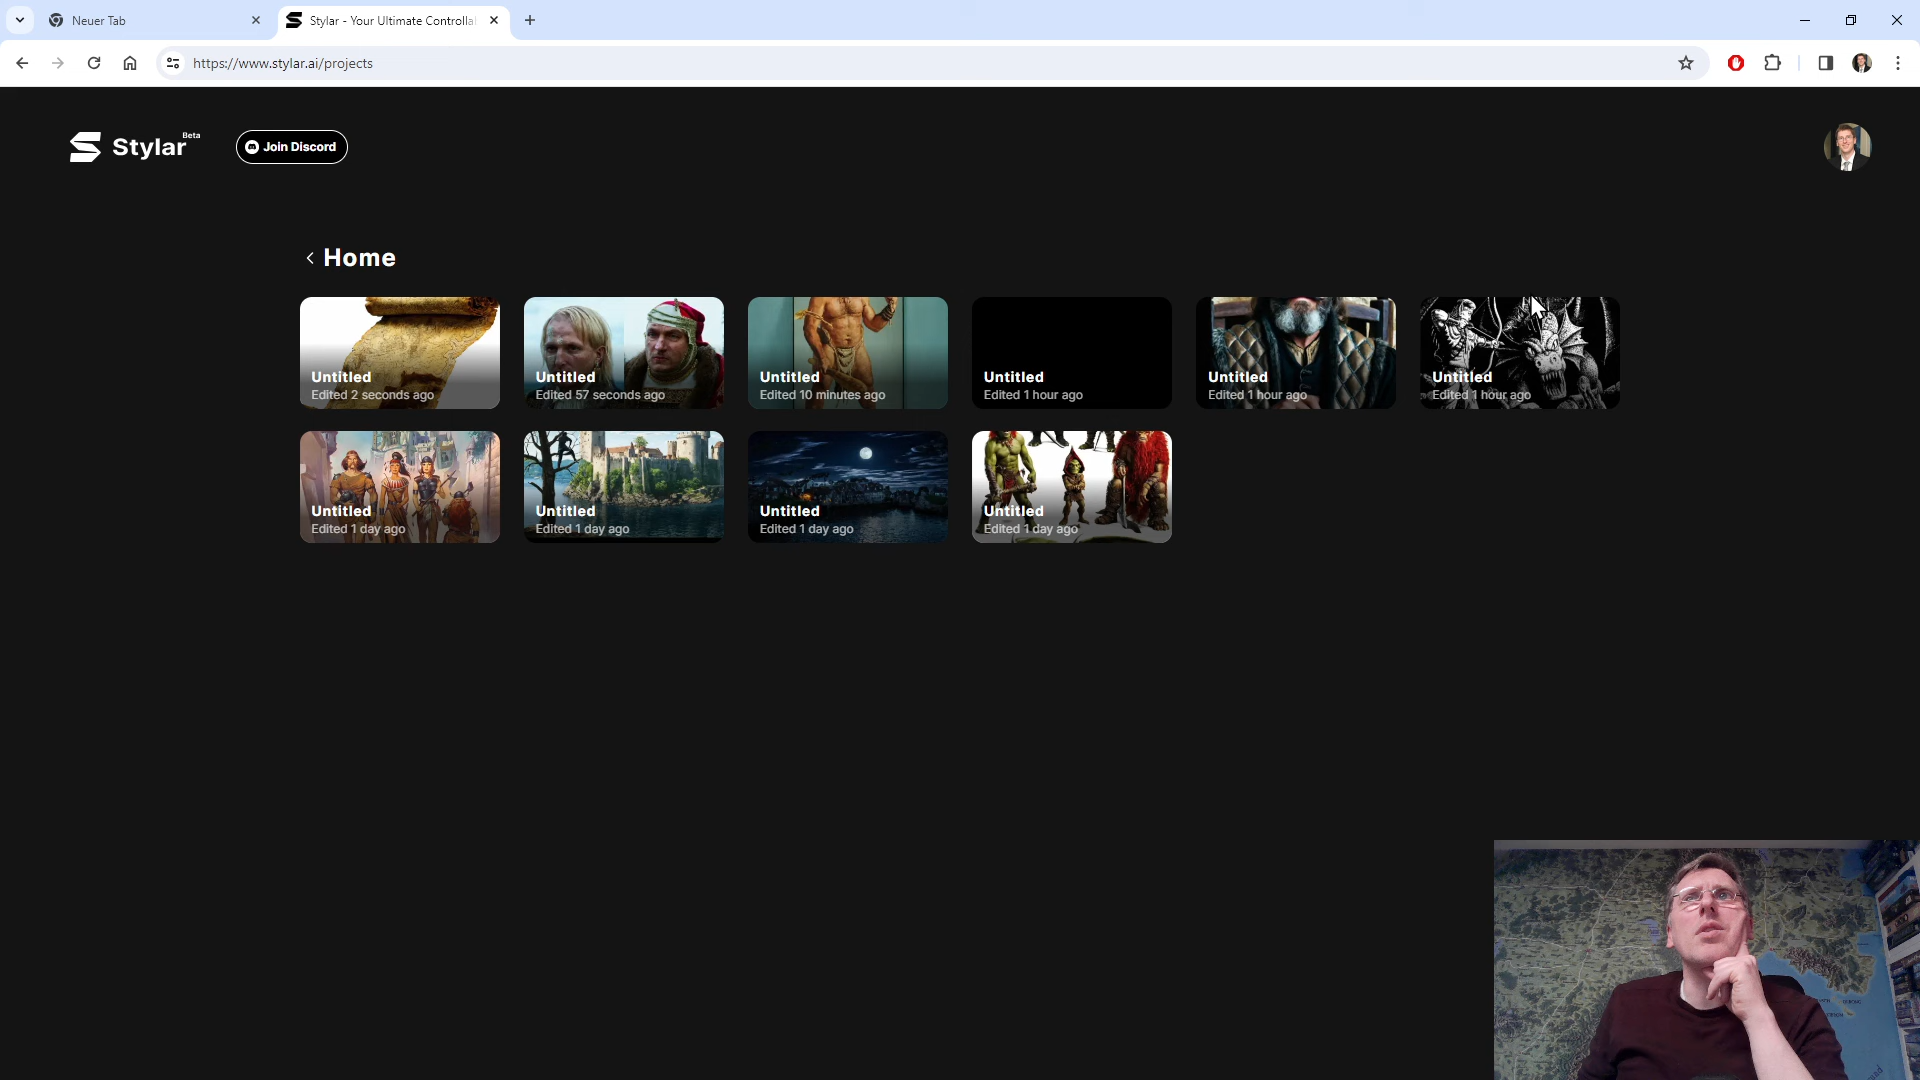 Neuer Tab
Stylar - Your Ultimate Controlla
https://www.stylar.ai/projects
Stylar Beta
Join Discord
Home
Untitled
Edited 2 seconds ago
Untitled
Edited 57 seconds ago
Untitled
Edited 10 minutes ago
Untitled
Edited 1 hour ago
Untitled
Edited 1 hour ago
Untitled
Edited 1 hour ago
Untitled
Edited 1 day ago
Untitled
Edited 1 day ago
Untitled
Edited 1 day ago
Untitled
Edited 1 day ago